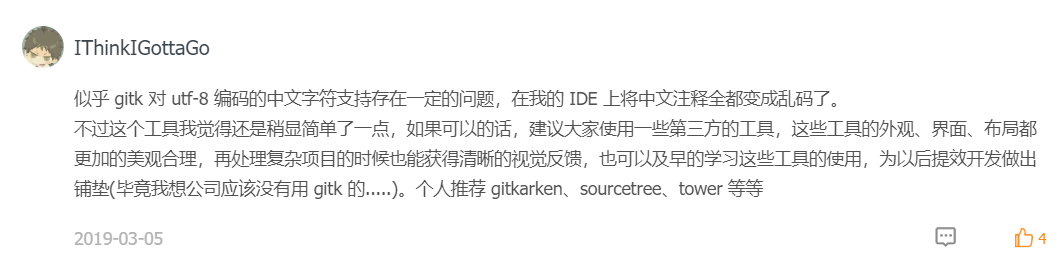 IThinkIGottaGo
似乎 gitk 对 utf-8 编码的中文字符支持存在一定的问题，在我的 IDE 上将中文注释全都变成乱码了。
不过这个工具我觉得还是稍显简单了一点，如果可以的话，建议大家使用一些第三方的工具，这些工具的外观、界面、布局都
更加的美观合理，再处理复杂项目的时候也能获得清晰的视觉反馈，也可以及早的学习这些工具的使用，为以后提效开发做出
铺垫(毕竟我想公司应该没有用 gitk 的.....)。个人推荐 gitkarken、sourcetree、tower 等等
2019-03-05
4